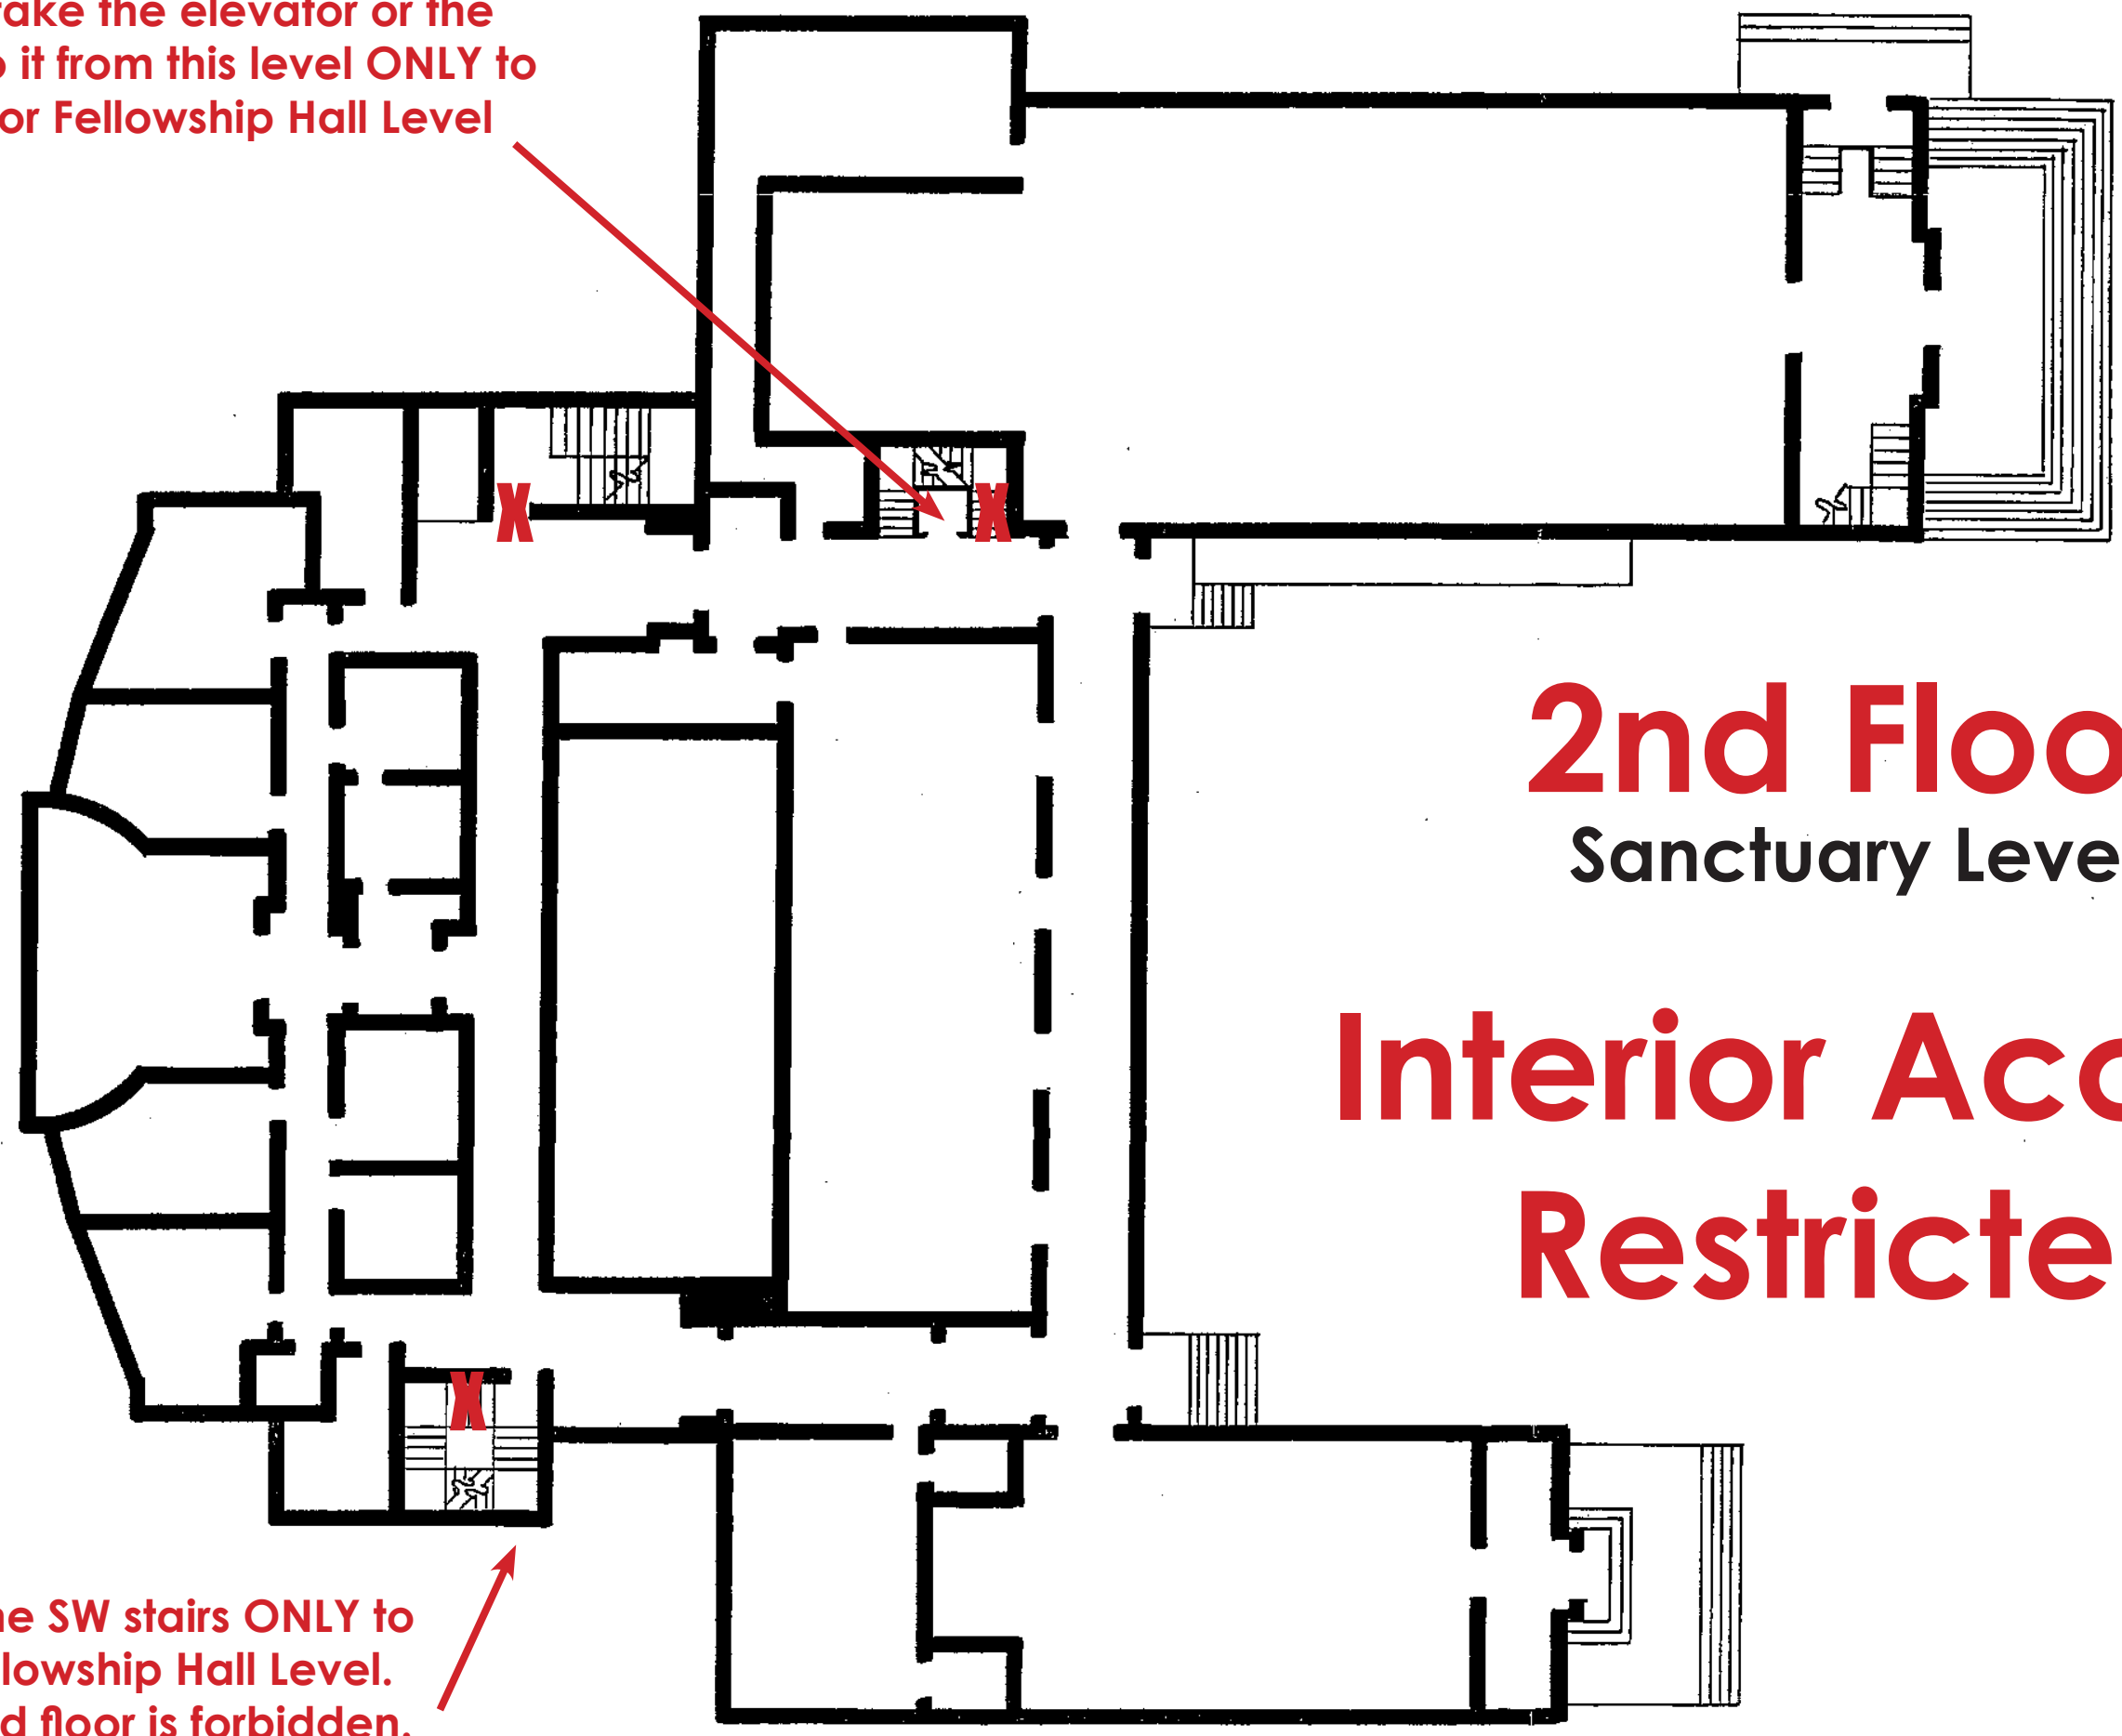 take the elevator or the
it from this level ONLY to
or Fellowship Hall Level
X
X
2nd Floo
Sanctuary Leve
Interior Acc
Restricte
X
SW stairs ONLY to
lowship Hall Level.
d floor is forbidden.